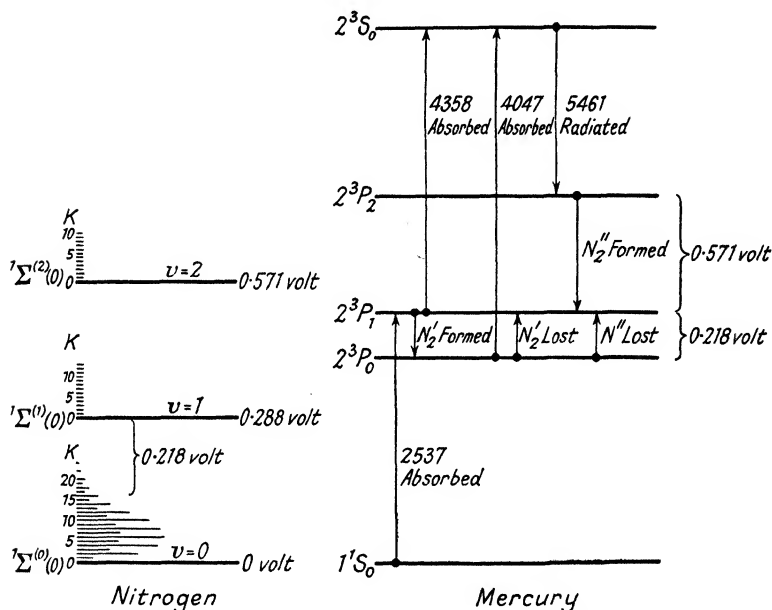 2³S₀
4358
Absorbed
4047
Absorbed
5461
Radiated
2³P₂
N₂″ Formed
0·571 volt
2³P₁
N₂′ Formed
N₂′ Lost
N″ Lost
0·218 volt
2³P₀
2537
Absorbed
1¹S₀
Mercury
K
10
5
0
¹Σ⁽²⁾(0)
v=2
0·571 volt
K
10
5
0
¹Σ⁽¹⁾(0)
v=1
0·288 volt
0·218 volt
K
20
15
10
5
0
¹Σ⁽⁰⁾(0)
v=0
0 volt
Nitrogen